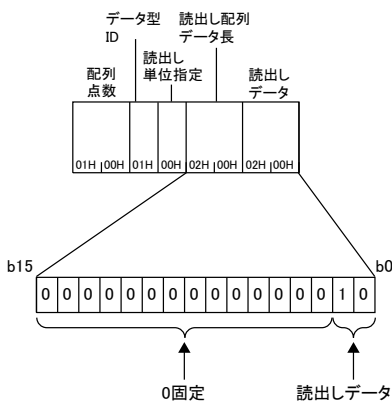 データ型
ID
読出し配列
データ長
配列
点数
読出し
単位指定
読出し
データ
01H 00H 01H 00H 02H 00H 02H 00H
b15
b0
0 0 0 0 0 0 0 0 0 0 0 0 0 0 1 0
0固定
読出しデータ